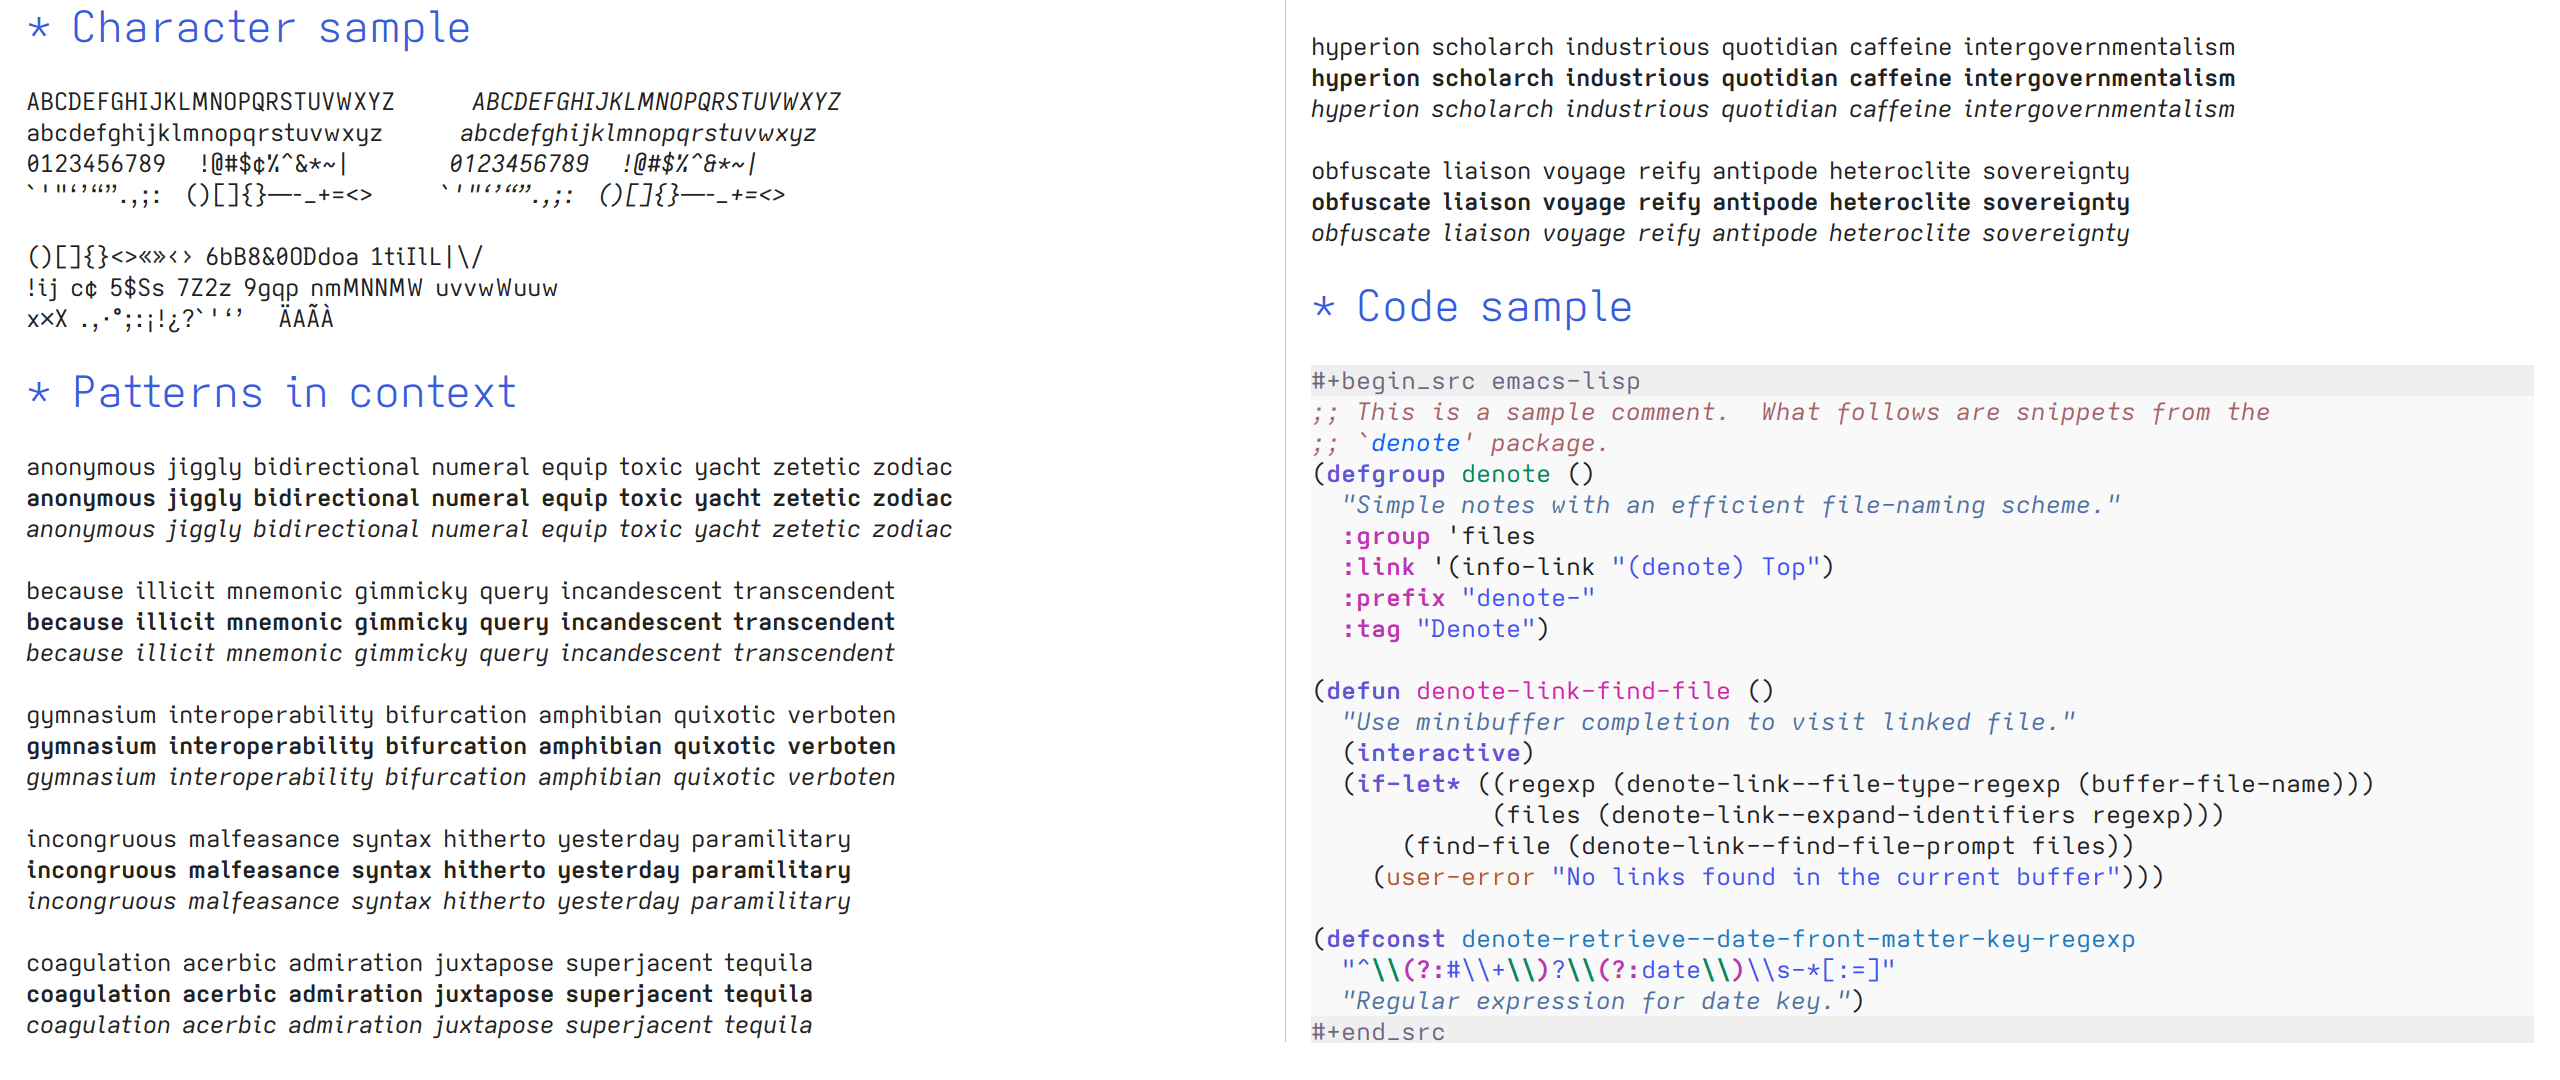 * Character sample
ABCDEFGHIJKLMNOPQRSTUVWXYZ ABCDEFGHIJKLMNOPQRSTUVWXYZ
abcdefghijklmnopqrstuvwxyz abcdefghijklmnopqrstuvwxyz
0123456789 !@#$¢%^&*~| 0123456789 !@#$%^&*~|
`'"‘’“”.,;: ()[]{}—-_+=<> `'"‘’“”.,;: ()[]{}—-_+=<>
()[]{}<>«»‹› 6bB8&0ODdoa 1tiIlL|\/
!ij c¢ 5$Ss 7Z2z 9gqp nmMNNMW uvvwWuuw
x×X .,·°;:¡!¿?`'‘’ ÄAÃÀ
* Patterns in context
anonymous jiggly bidirectional numeral equip toxic yacht zetetic zodiac
anonymous jiggly bidirectional numeral equip toxic yacht zetetic zodiac
anonymous jiggly bidirectional numeral equip toxic yacht zetetic zodiac
because illicit mnemonic gimmicky query incandescent transcendent
because illicit mnemonic gimmicky query incandescent transcendent
because illicit mnemonic gimmicky query incandescent transcendent
gymnasium interoperability bifurcation amphibian quixotic verboten
gymnasium interoperability bifurcation amphibian quixotic verboten
gymnasium interoperability bifurcation amphibian quixotic verboten
incongruous malfeasance syntax hitherto yesterday paramilitary
incongruous malfeasance syntax hitherto yesterday paramilitary
incongruous malfeasance syntax hitherto yesterday paramilitary
coagulation acerbic admiration juxtapose superjacent tequila
coagulation acerbic admiration juxtapose superjacent tequila
coagulation acerbic admiration juxtapose superjacent tequila
hyperion scholarch industrious quotidian caffeine intergovernmentalism
hyperion scholarch industrious quotidian caffeine intergovernmentalism
hyperion scholarch industrious quotidian caffeine intergovernmentalism
obfuscate liaison voyage reify antipode heteroclite sovereignty
obfuscate liaison voyage reify antipode heteroclite sovereignty
obfuscate liaison voyage reify antipode heteroclite sovereignty
* Code sample
#+begin_src emacs-lisp
;; This is a sample comment.  What follows are snippets from the
;; `denote' package.
(defgroup denote ()
  "Simple notes with an efficient file-naming scheme."
  :group 'files
  :link '(info-link "(denote) Top")
  :prefix "denote-"
  :tag "Denote")
(defun denote-link-find-file ()
  "Use minibuffer completion to visit linked file."
  (interactive)
  (if-let* ((regexp (denote-link--file-type-regexp (buffer-file-name)))
            (files (denote-link--expand-identifiers regexp)))
      (find-file (denote-link--find-file-prompt files))
    (user-error "No links found in the current buffer")))
(defconst denote-retrieve--date-front-matter-key-regexp
  "^\\(?:#\\+\\)?\\(?:date\\)\\s-*[:=]"
  "Regular expression for date key.")
#+end_src